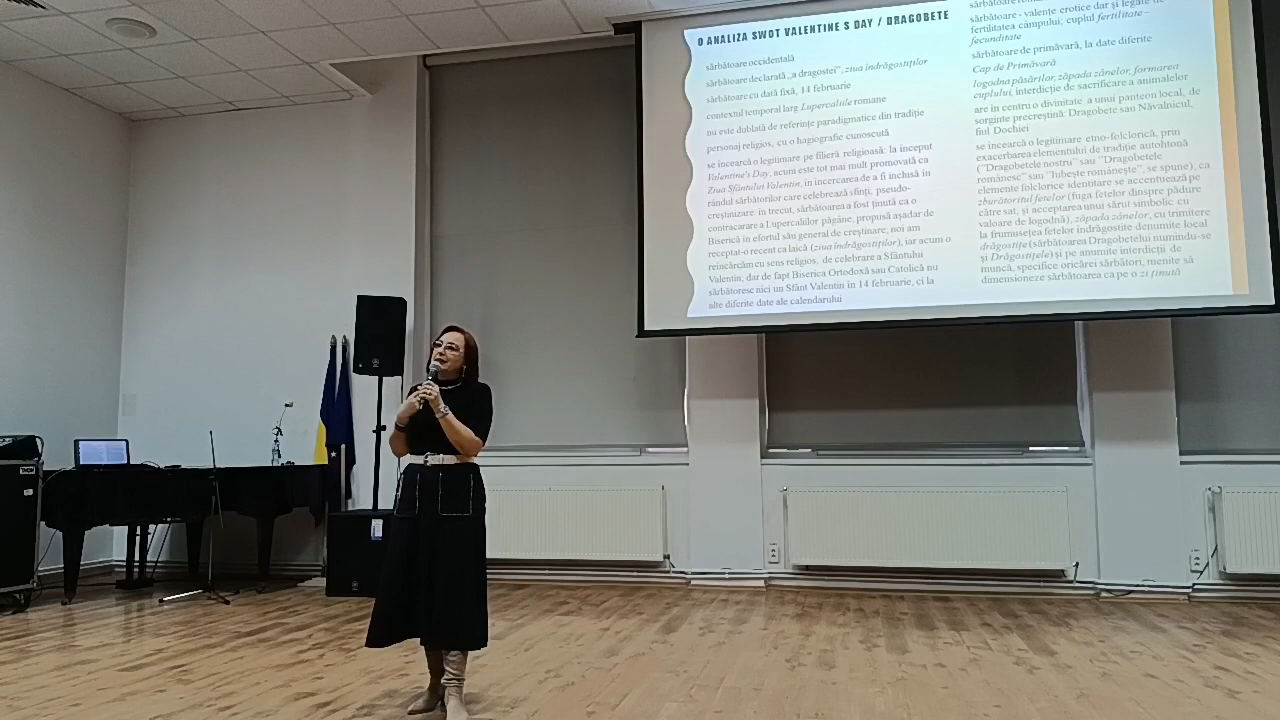 O ANALIZA SWOT VALENTINE S DAY / DRAGOBETE
sărbătoare occidentală
sărbătoare declarată „a dragostei”, ziua îndrăgostiților
sărbătoare cu dată fixă, 14 februarie
contextul temporal larg Lupercaliile romane
nu este dublată de referințe paradigmatice din tradiție
personaj religios, cu o hagiografie cunoscută
se încearcă o legitimare pe filieră religioasă: la început
Valentine's Day, acum este tot mai mult promovată ca
Ziua Sfântului Valentin, în încercarea de a fi inclusă în
rândul sărbătorilor care celebrează sfinți, pseudo-
creștinizare. în trecut, sărbătoarea a fost ținută ca o
contracarare a Lupercaliilor păgâne, propusă așadar de
Biserică în efortul său general de creștinare; noi am
receptat-o recent ca laică (ziua îndrăgostiților), iar acum o
reîncărcăm cu sens religios, de celebrare a Sfântului
Valentin; dar de fapt Biserica Ortodoxă sau Catolică nu
sărbătoresc nici un Sfânt Valentin în 14 februarie, ci la
alte diferite date ale calendarului
sărbătoare
sărbătoare - valențe erotice dar și legate de
fertilitatea câmpului; cuplul fertilitate –
fecunditate
sărbătoare de primăvară, la date diferite
Cap de Primăvară
logodna păsărilor, zăpada zânelor, formarea
cuplului, interdicție de sacrificare a animalelor
are în centru o divinitate a unui panteon local, de
sorginte precreștină: Dragobete sau Năvalnicul,
fiul Dochiei
se încearcă o legitimare etno-folclorică, prin
exacerbarea elementului de tradiție autohtonă
("Dragobetele nostru" sau "Dragobetele
românesc" sau "Iubește românește", se spune); ca
elemente folclorice identitare se accentuează pe
zburătoritul fetelor (fuga fetelor dinspre pădure
către sat, și acceptarea unui sărut simbolic cu
valoare de logodnă), zăpada zânelor, cu trimitere
la frumusețea fetelor îndrăgostite denumite local
drăgostițe (sărbătoarea Dragobetelui numindu-se
și Drăgostițele) și pe anumite interdicții de
muncă, specifice oricărei sărbători, menite să
dimensioneze sărbătoarea ca pe o zi ținută